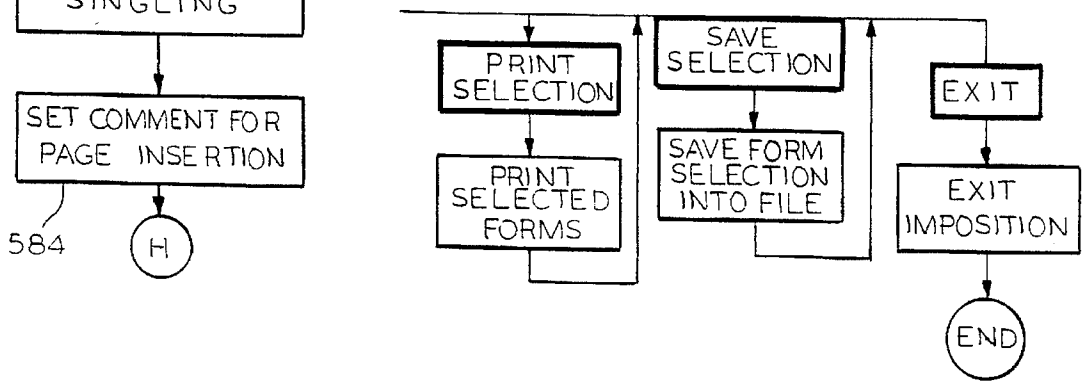 SINGLING
SET COMMENT FOR
PAGE INSERTION
584
H
PRINT
SELECTION
PRINT
SELECTED
FORMS
SAVE
SELECTION
SAVE FORM
SELECTION
INTO FILE
EXIT
EXIT
IMPOSITION
END